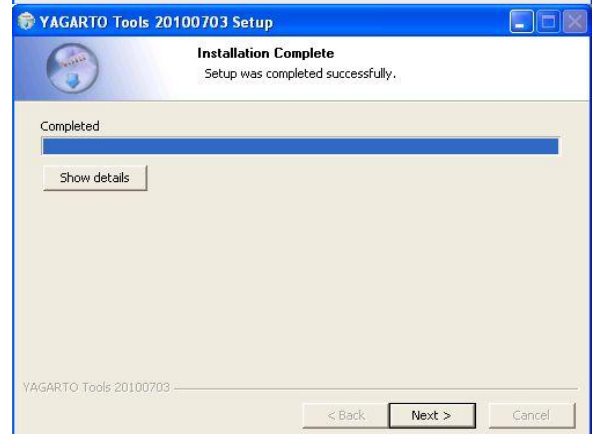 YAGARTO Tools 20100703 Setup
Installation Complete
Setup was completed successfully.
Completed
Show details
YAGARTO Tools 20100703
< Back
Next >
Cancel